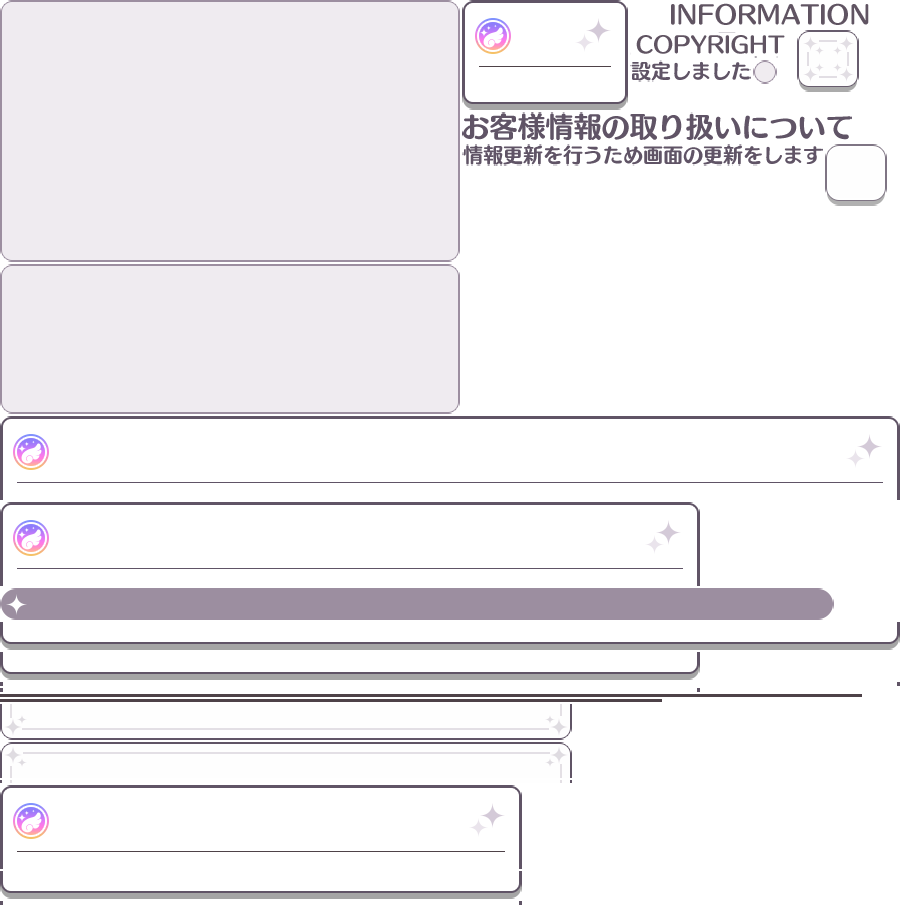 INFORMATION
COPYRIGHT
設定しました
お客様情報の取り扱いについて
情報更新を行うため画面の更新をします